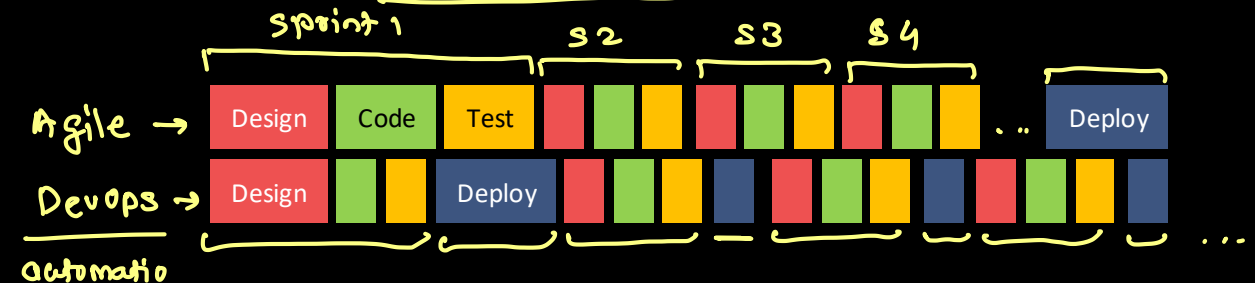 Sprint 1 S2 S3 S4
Agile → Design Code Test ... Deploy
Devops → Design Deploy
automatio ...